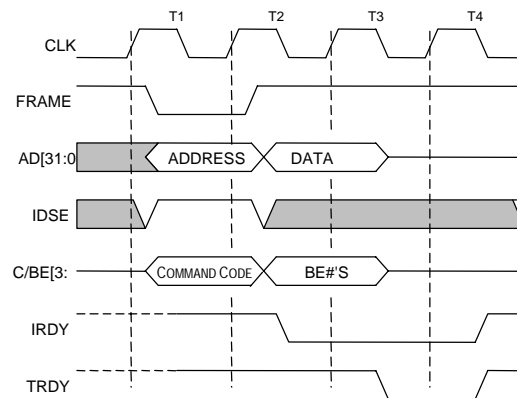 T1 T2 T3 T4
CLK
FRAME
AD[31:0
ADDRESS DATA
IDSE
C/BE[3:
COMMAND CODE BE#'S
IRDY
TRDY